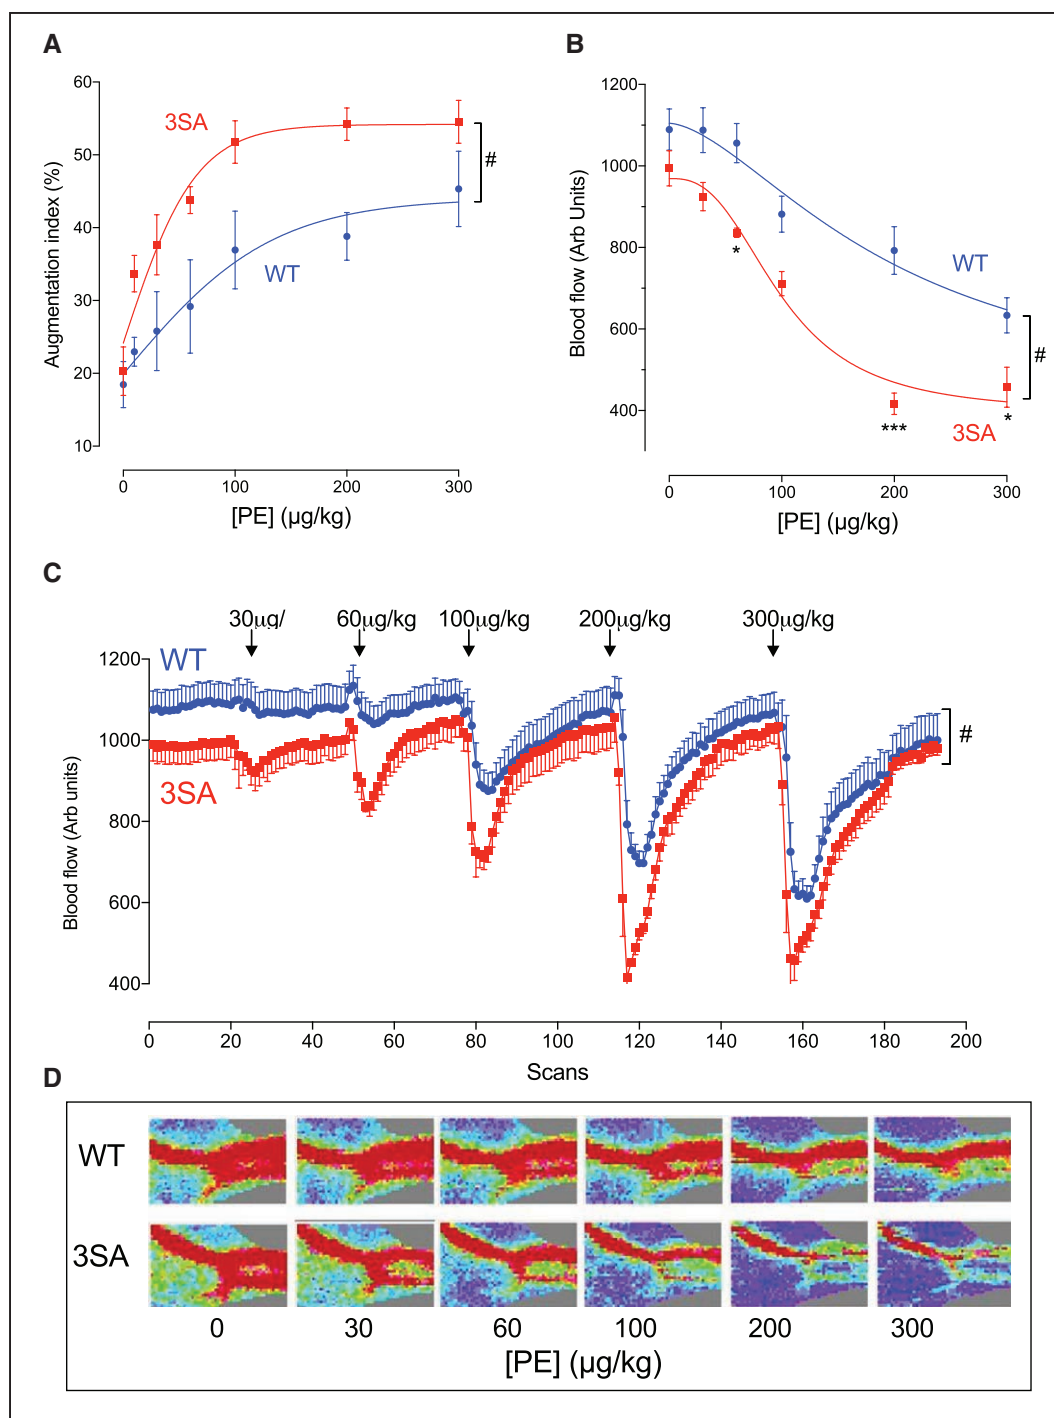 A
60
50
40
30
20
10
Augmentation index (%)
3SA
WT
#
0 100 200 300
[PE] (µg/kg)
B
1200
1000
800
600
400
Blood flow (Arb Units)
WT
3SA
*
***
*
#
0 100 200 300
[PE] (µg/kg)
C
30µg/ 60µg/kg 100µg/kg 200µg/kg 300µg/kg
1200
1000
800
600
400
Blood flow (Arb units)
WT
3SA
#
0 20 40 60 80 100 120 140 160 180 200
Scans
D
WT
3SA
0 30 60 100 200 300
[PE] (µg/kg)